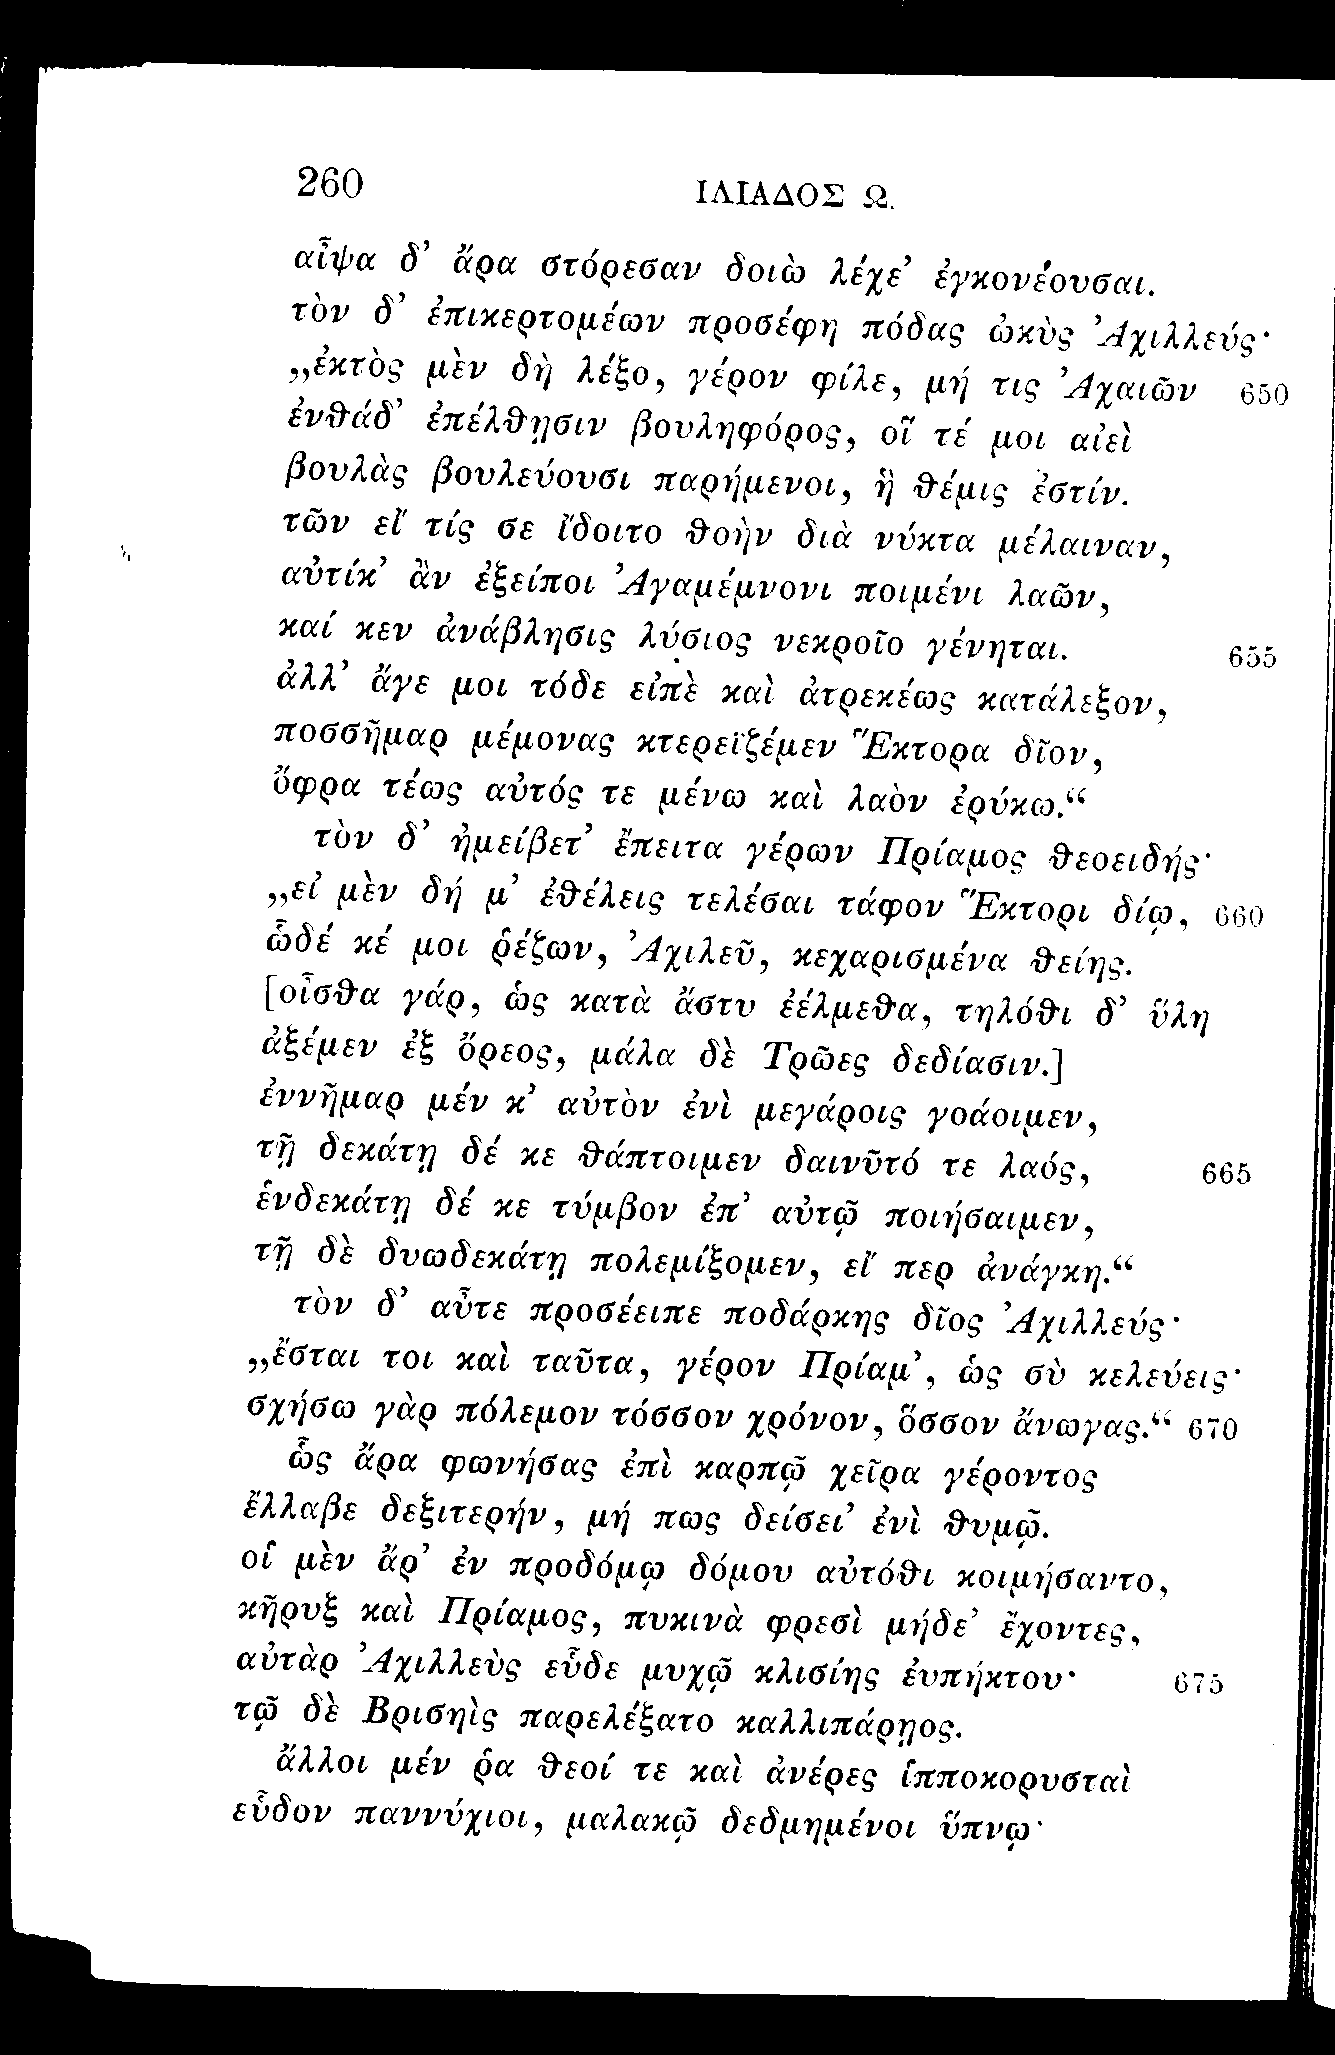 260
ΙΛΙΑΔΟΣ Ω.
αἶψα δ’ ἄρα στόρεσαν δοιὼ λέχε’ ἐγκονέουσαι.
τὸν δ’ ἐπικερτομέων προσέφη πόδας ὠκὺς Ἀχιλλεύς·
„ἐκτὸς μὲν δὴ λέξο, γέρον φίλε, μή τις Ἀχαιῶν 650
ἐνθάδ’ ἐπέλθῃσιν βουληφόρος, οἵ τέ μοι αἰεὶ
βουλὰς βουλεύουσι παρήμενοι, ἣ θέμις ἐστίν.
τῶν εἴ τίς σε ἴδοιτο θοὴν διὰ νύκτα μέλαιναν,
αὐτίκ’ ἂν ἐξείποι Ἀγαμέμνονι ποιμένι λαῶν,
καί κεν ἀνάβλησις λύσιος νεκροῖο γένηται. 655
ἀλλ’ ἄγε μοι τόδε εἰπὲ καὶ ἀτρεκέως κατάλεξον,
ποσσῆμαρ μέμονας κτερεϊζέμεν Ἕκτορα δῖον,
ὄφρα τέως αὐτός τε μένω καὶ λαὸν ἐρύκω.“
τὸν δ’ ἠμείβετ’ ἔπειτα γέρων Πρίαμος θεοειδής·
„εἰ μὲν δή μ’ ἐθέλεις τελέσαι τάφον Ἕκτορι δίῳ, 660
ὧδέ κέ μοι ῥέζων, Ἀχιλεῦ, κεχαρισμένα θείης.
[οἶσθα γάρ, ὡς κατὰ ἄστυ ἐέλμεθα, τηλόθι δ’ ὕλη
ἀξέμεν ἐξ ὄρεος, μάλα δὲ Τρῶες δεδίασιν.]
ἐννῆμαρ μέν κ’ αὐτὸν ἐνὶ μεγάροις γοάοιμεν,
τῇ δεκάτῃ δέ κε θάπτοιμεν δαινῦτό τε λαός, 665
ἑνδεκάτῃ δέ κε τύμβον ἐπ’ αὐτῷ ποιήσαιμεν,
τῇ δὲ δυωδεκάτῃ πολεμίξομεν, εἴ περ ἀνάγκη.“
τὸν δ’ αὖτε προσέειπε ποδάρκης δῖος Ἀχιλλεύς·
„ἔσται τοι καὶ ταῦτα, γέρον Πρίαμ’, ὡς σὺ κελεύεις·
σχήσω γὰρ πόλεμον τόσσον χρόνον, ὅσσον ἄνωγας.“ 670
ὣς ἄρα φωνήσας ἐπὶ καρπῷ χεῖρα γέροντος
ἔλλαβε δεξιτερήν, μή πως δείσει’ ἐνὶ θυμῷ.
οἱ μὲν ἄρ’ ἐν προδόμῳ δόμου αὐτόθι κοιμήσαντο,
κῆρυξ καὶ Πρίαμος, πυκινὰ φρεσὶ μήδε’ ἔχοντες,
αὐτὰρ Ἀχιλλεὺς εὗδε μυχῷ κλισίης ἐυπήκτου· 675
τῷ δὲ Βρισηὶς παρελέξατο καλλιπάρῃος.
ἄλλοι μέν ῥα θεοί τε καὶ ἀνέρες ἱπποκορυσταὶ
εὗδον παννύχιοι, μαλακῷ δεδμημένοι ὕπνῳ·